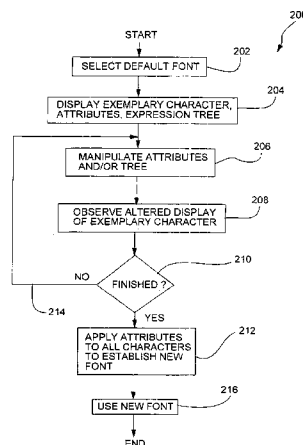 200
START
SELECT DEFAULT FONT
202
204
DISPLAY EXEMPLARY CHARACTER,
ATTRIBUTES, EXPRESSION TREE
MANIPULATE ATTRIBUTES
AND/OR TREE
206
208
OBSERVE ALTERED DISPLAY
OF EXEMPLARY CHARACTER
210
NO
FINISHED ?
214
YES
APPLY ATTRIBUTES
TO ALL CHARACTERS
TO ESTABLISH NEW
FONT
212
216
USE NEW FONT
END